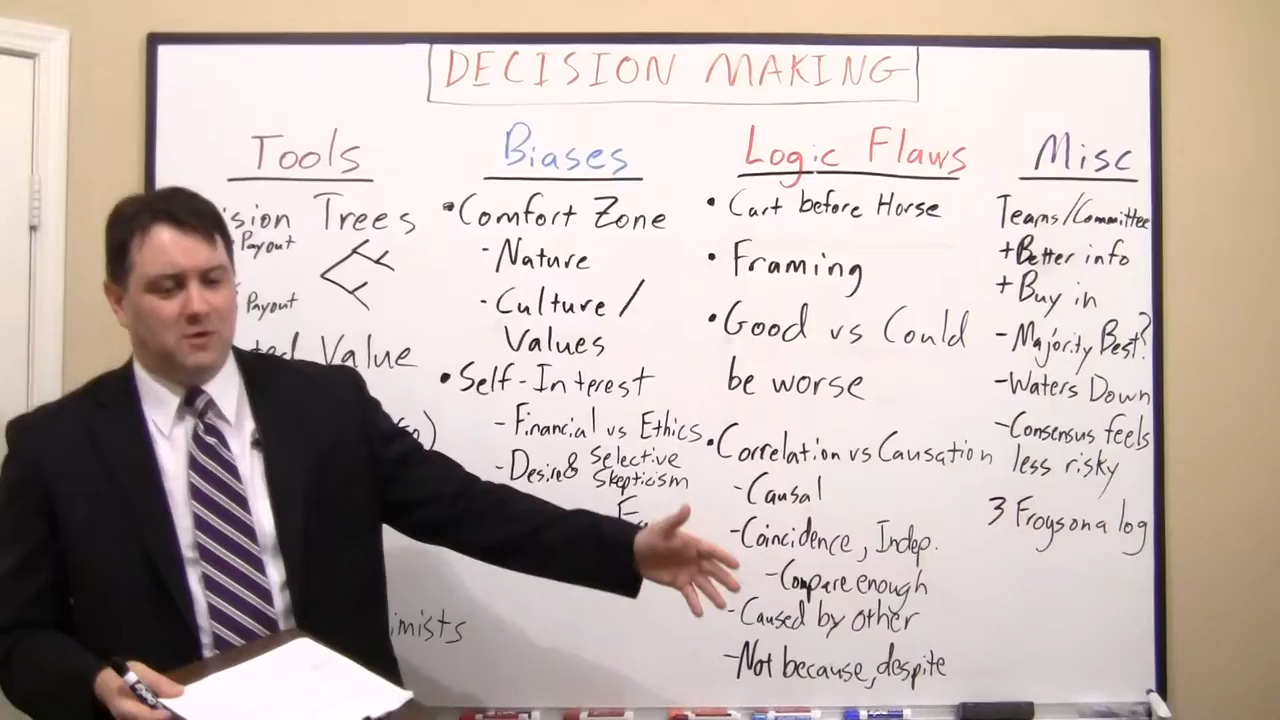 DECISION MAKING
Tools
ision Trees
Payout
Payout
ted Value
imists
Biases
• Comfort Zone
- Nature
- Culture /
Values
• Self-Interest
- Financial vs Ethics
- Desire & Selective
Skepticism
Logic Flaws
• Cart before Horse
• Framing
• Good vs Could
be worse
• Correlation vs Causation
- Causal
- Coincidence, Indep.
- Compare enough
- Caused by other
- Not because, despite
Misc
Teams/Committee
+ Better info
+ Buy in
- Majority Best?
- Waters Down
- Consensus feels
less risky
3 Frogs on a log